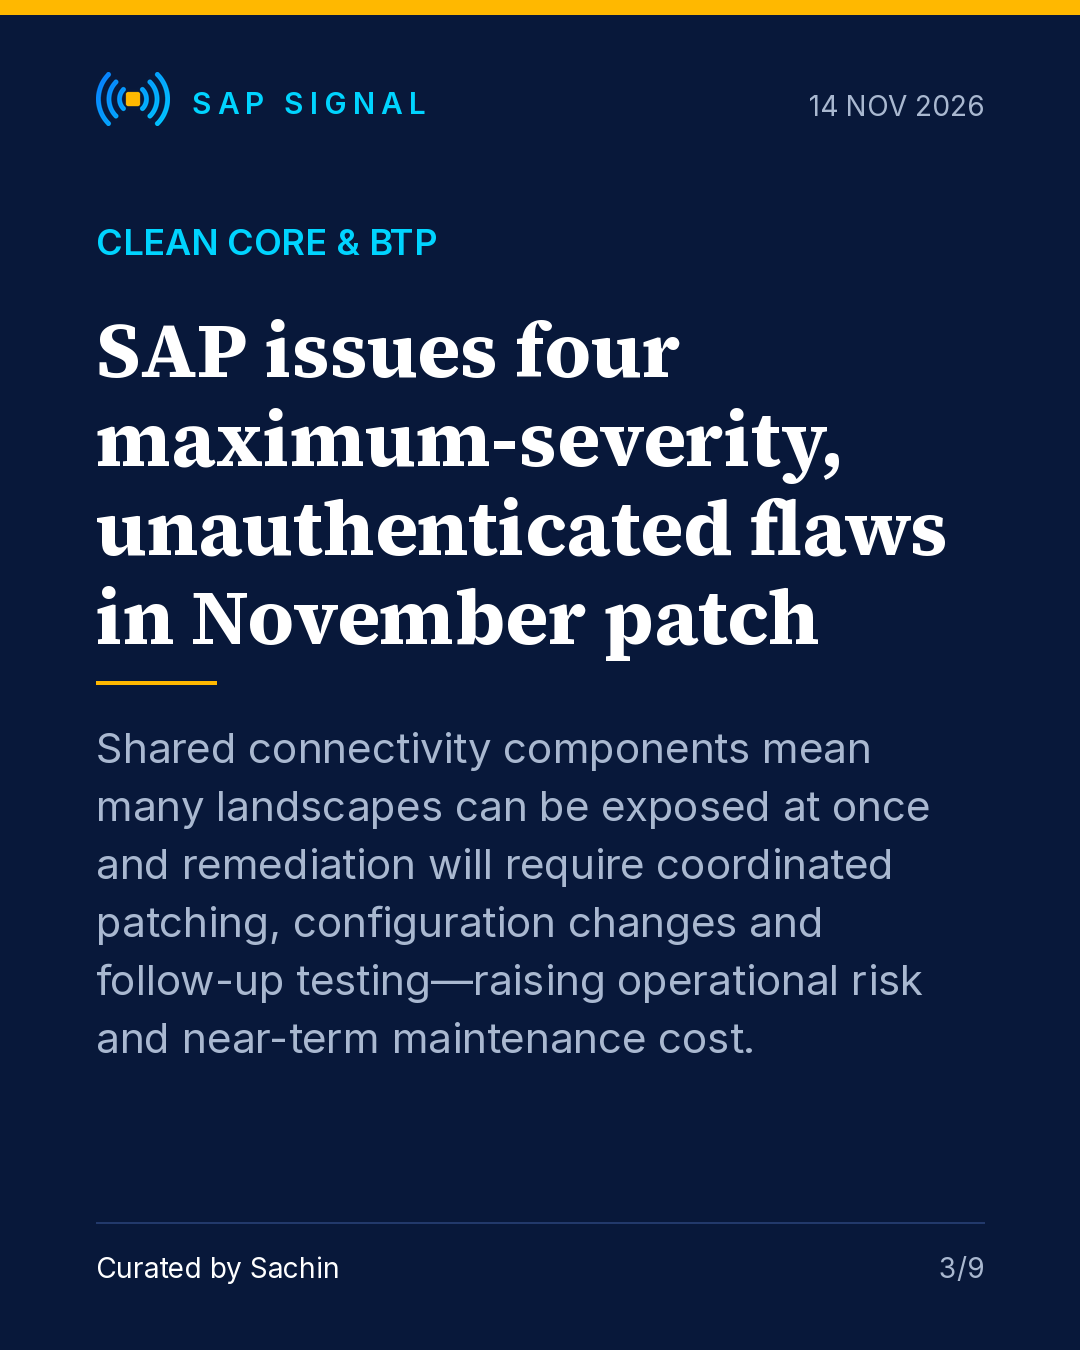 SAP SIGNAL
14 NOV 2026
CLEAN CORE & BTP
SAP issues four
maximum-severity,
unauthenticated flaws
in November patch
Shared connectivity components mean
many landscapes can be exposed at once
and remediation will require coordinated
patching, configuration changes and
follow-up testing—raising operational risk
and near-term maintenance cost.
Curated by Sachin
3/9